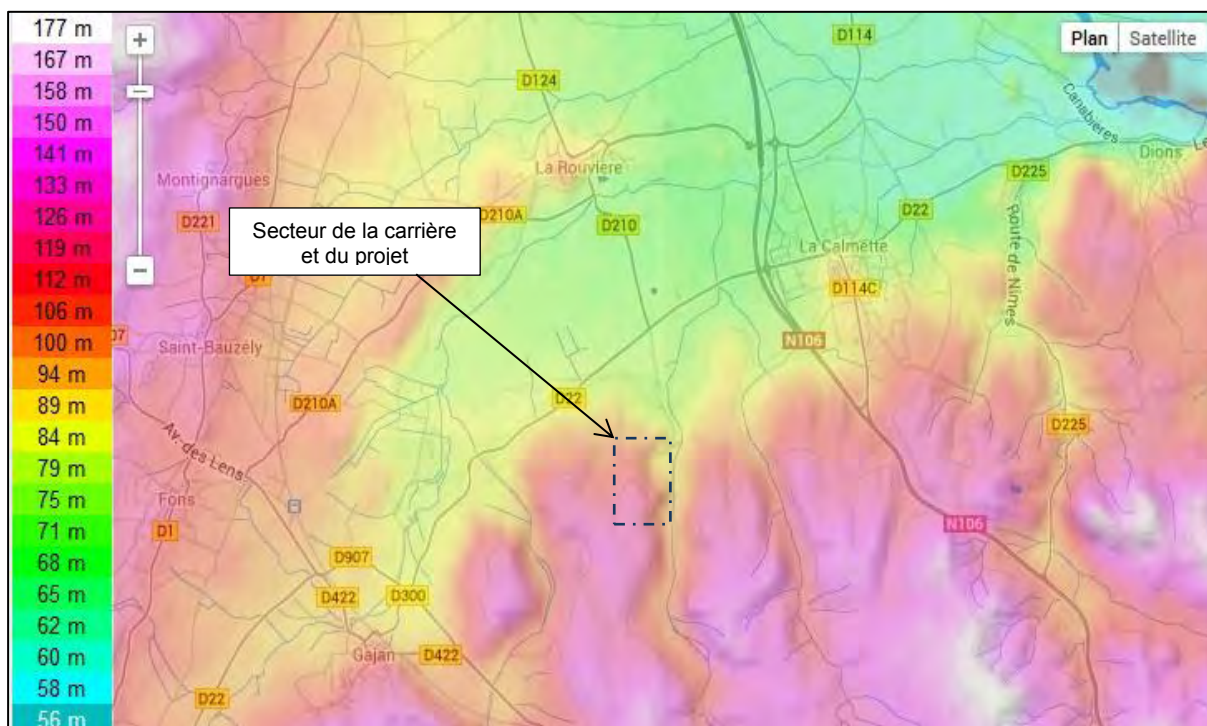 177 m
167 m
158 m
150 m
141 m
133 m
126 m
119 m
112 m
106 m
100 m
94 m
89 m
84 m
79 m
75 m
71 m
68 m
65 m
62 m
60 m
58 m
56 m
+
−
Plan
Satellite
D114
D124
Canabières
La Rouvière
Dions
Le
D225
Montignargues
D221
D210A
D210
D22
Route de Nîmes
Secteur de la carrière
et du projet
La Calmette
D114C
07
Saint-Bauzély
N106
D22
D210A
D225
Av. des Lens
Fons
D1
N106
D907
D422
D300
Gajan
D422
D22